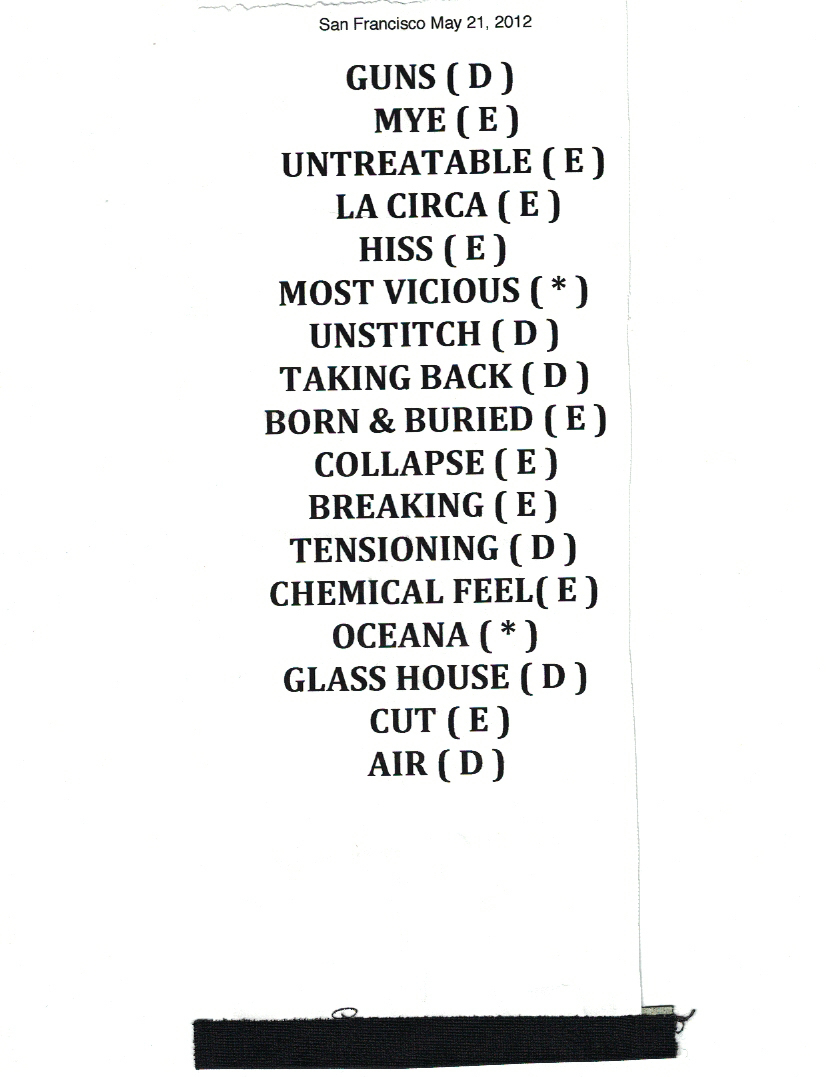 San Francisco May 21, 2012
GUNS ( D )
MYE ( E )
UNTREATABLE ( E )
LA CIRCA ( E )
HISS ( E )
MOST VICIOUS ( * )
UNSTITCH ( D )
TAKING BACK ( D )
BORN & BURIED ( E )
COLLAPSE ( E )
BREAKING ( E )
TENSIONING ( D )
CHEMICAL FEEL( E )
OCEANA ( * )
GLASS HOUSE ( D )
CUT ( E )
AIR ( D )